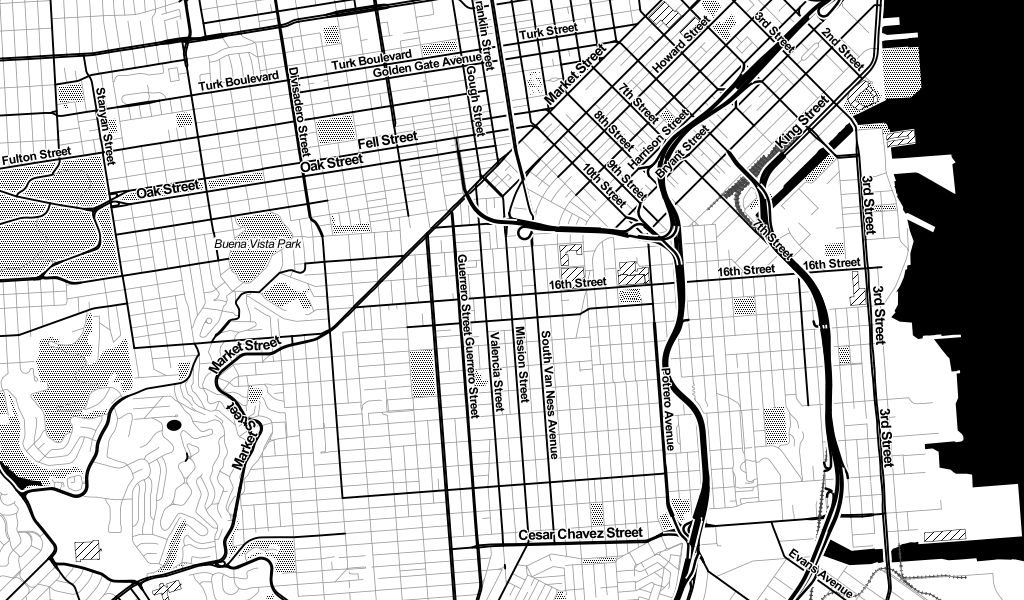 Franklin Street
Turk Street
3rd Street
2nd Street
Howard Street
Turk Boulevard
Golden Gate Avenue
Turk Boulevard
Market Street
Stanyan Street
Divisadero Street
Gough Street
7th Street
8th Street
Harrison Street
Bryant Street
King Street
Fell Street
Oak Street
Fulton Street
Oak Street
9th Street
10th Street
3rd Street
Buena Vista Park
7th Street
16th Street
16th Street
16th Street
Guerrero Street
Guerrero Street
Valencia Street
Mission Street
South Van Ness Avenue
3rd Street
Market Street
Potrero Avenue
Market Street
3rd Street
Cesar Chavez Street
Evans Avenue